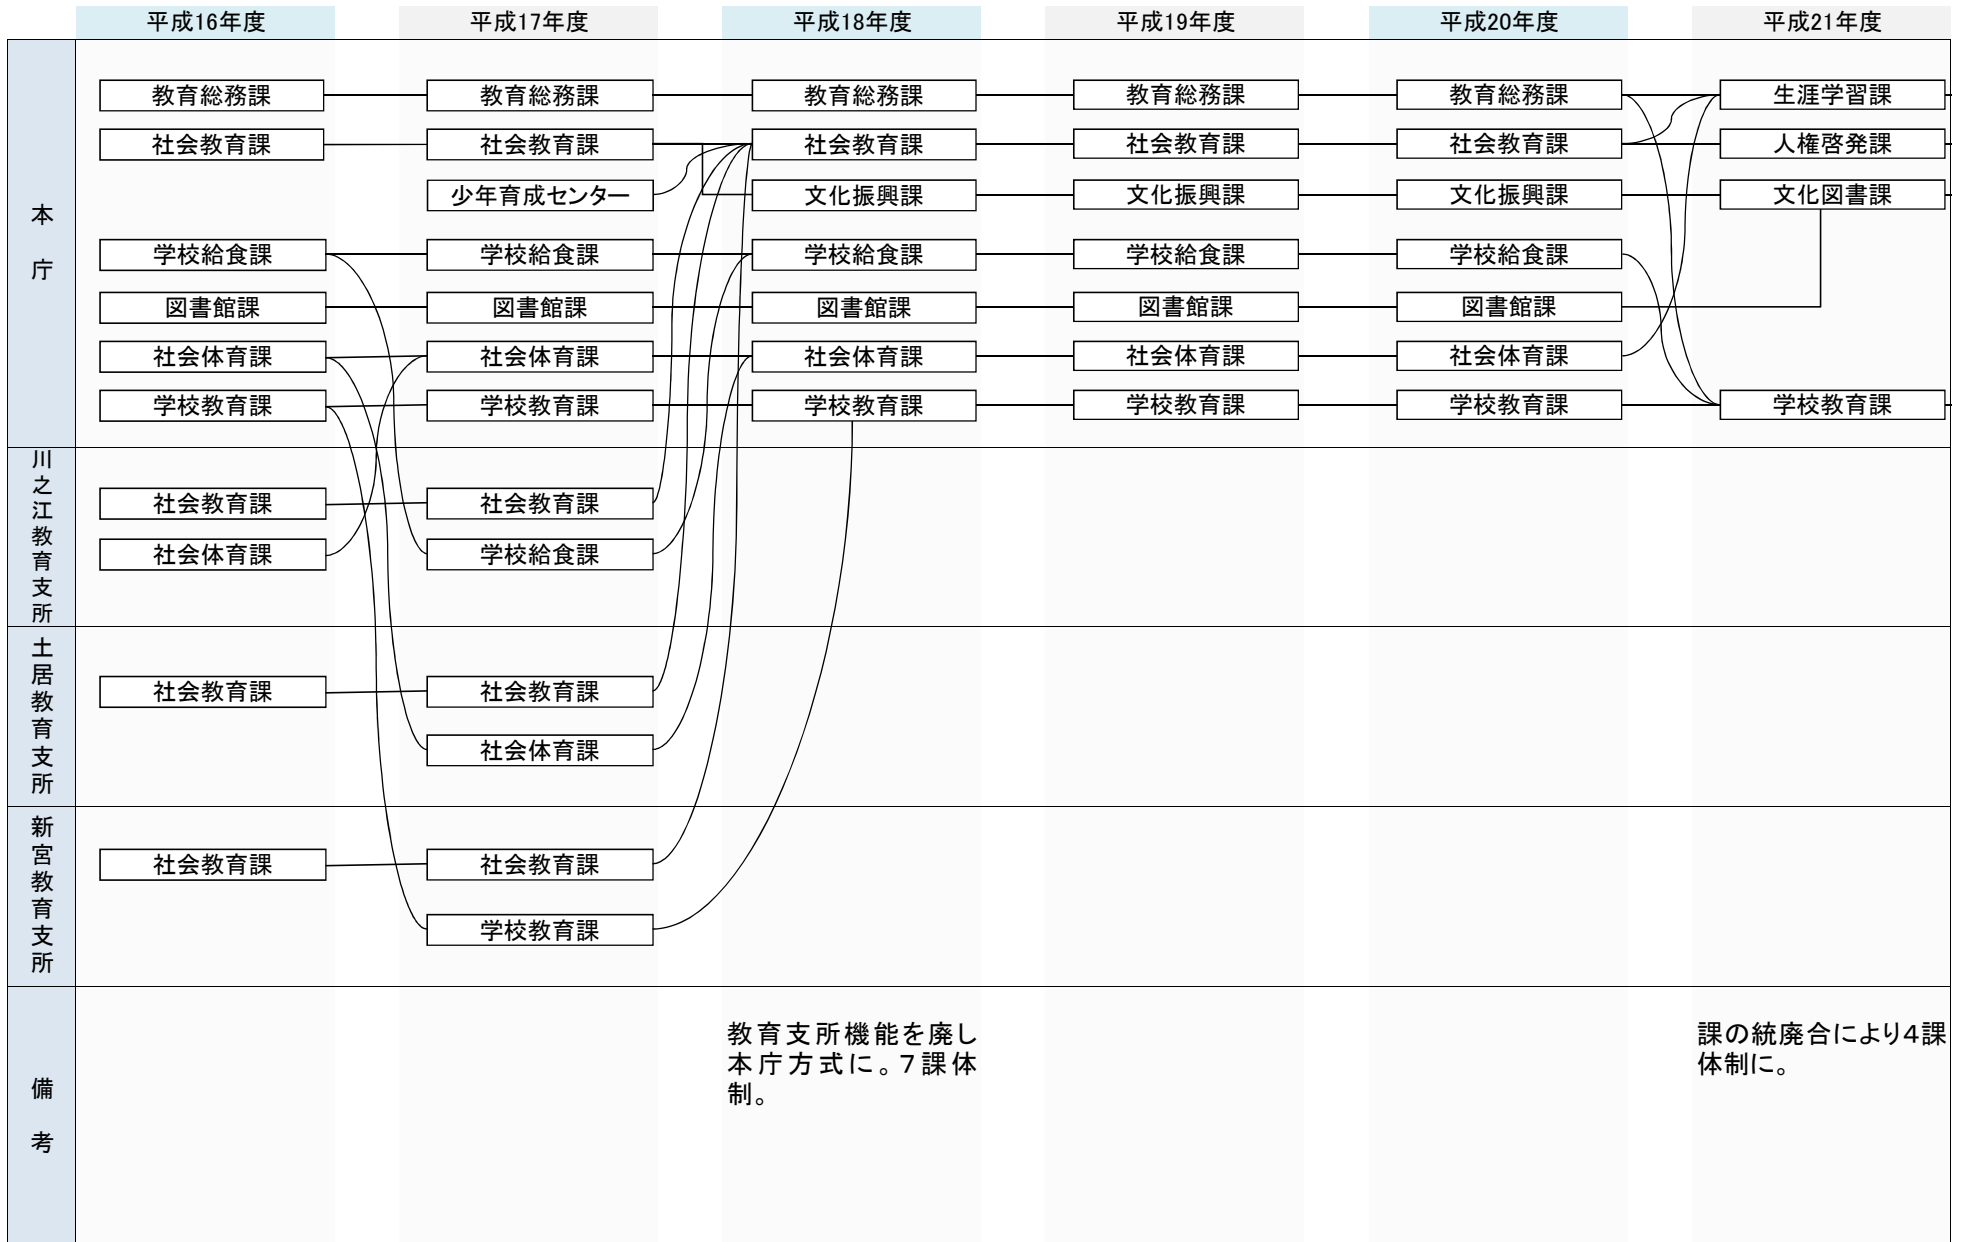 平成16年度 平成17年度 平成18年度 平成19年度 平成20年度 平成21年度
本庁
教育総務課 教育総務課 教育総務課 教育総務課 教育総務課 生涯学習課
社会教育課 社会教育課 社会教育課 社会教育課 社会教育課 人権啓発課
少年育成センター 文化振興課 文化振興課 文化振興課 文化図書課
学校給食課 学校給食課 学校給食課 学校給食課 学校給食課
図書館課 図書館課 図書館課 図書館課 図書館課
社会体育課 社会体育課 社会体育課 社会体育課 社会体育課
学校教育課 学校教育課 学校教育課 学校教育課 学校教育課 学校教育課
川之江教育支所
社会教育課 社会教育課
社会体育課 学校給食課
土居教育支所
社会教育課 社会教育課
社会体育課
新宮教育支所
社会教育課 社会教育課
学校教育課
備考
教育支所機能を廃し
本庁方式に。7課体
制。
課の統廃合により4課
体制に。